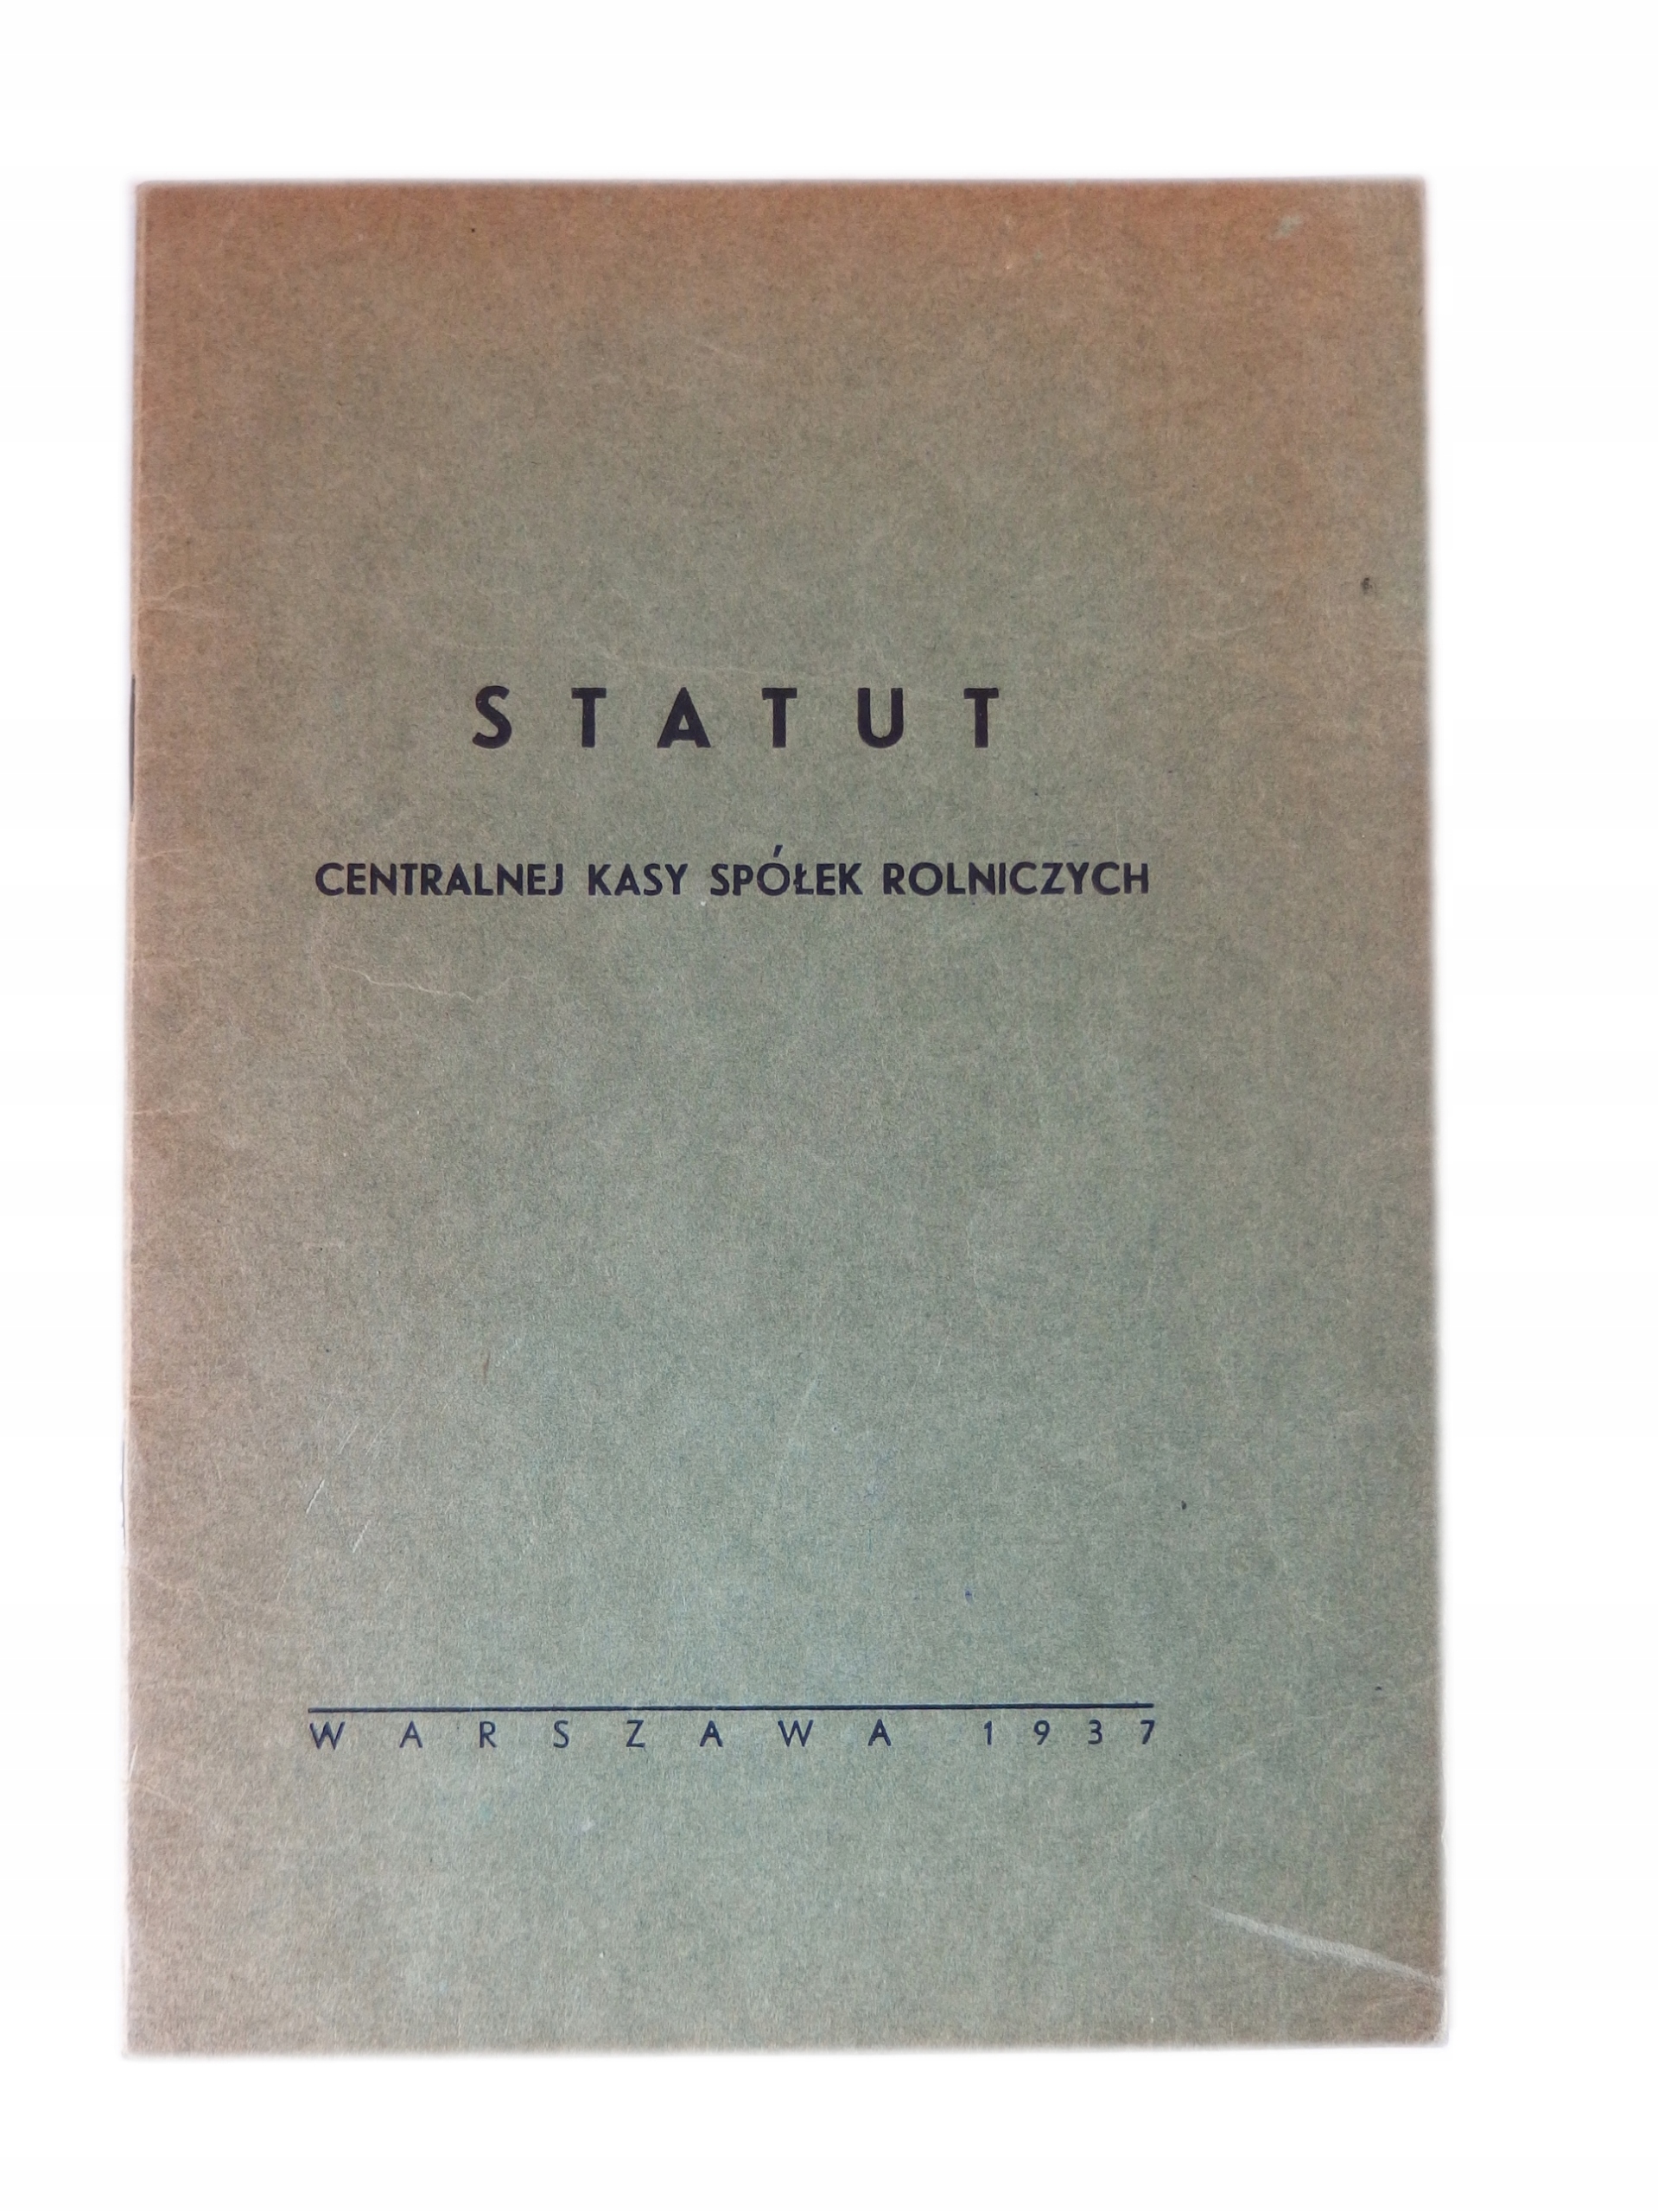 STATUT
CENTRALNEJ KASY SPÓŁEK ROLNICZYCH
WARSZAWA 1937